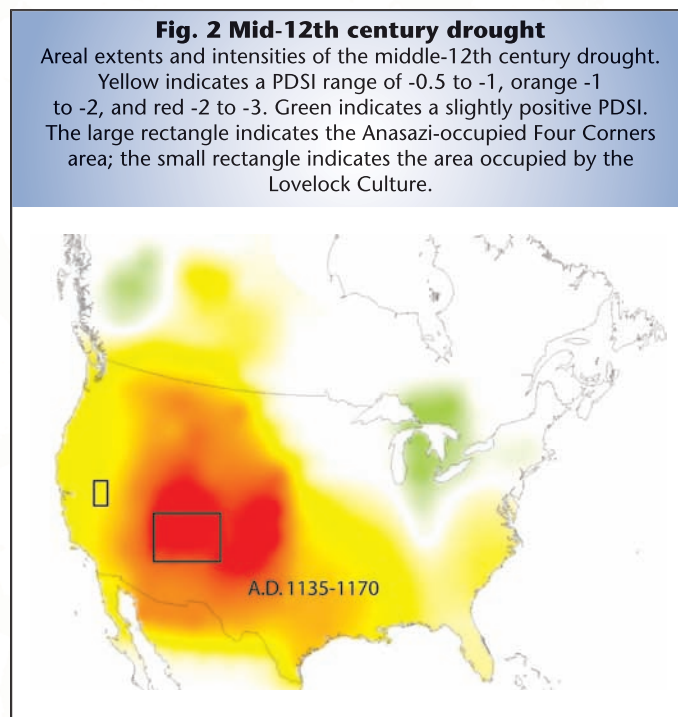 Fig. 2 Mid-12th century drought
Areal extents and intensities of the middle-12th century drought.
Yellow indicates a PDSI range of -0.5 to -1, orange -1
to -2, and red -2 to -3. Green indicates a slightly positive PDSI.
The large rectangle indicates the Anasazi-occupied Four Corners
area; the small rectangle indicates the area occupied by the
Lovelock Culture.
A.D. 1135-1170